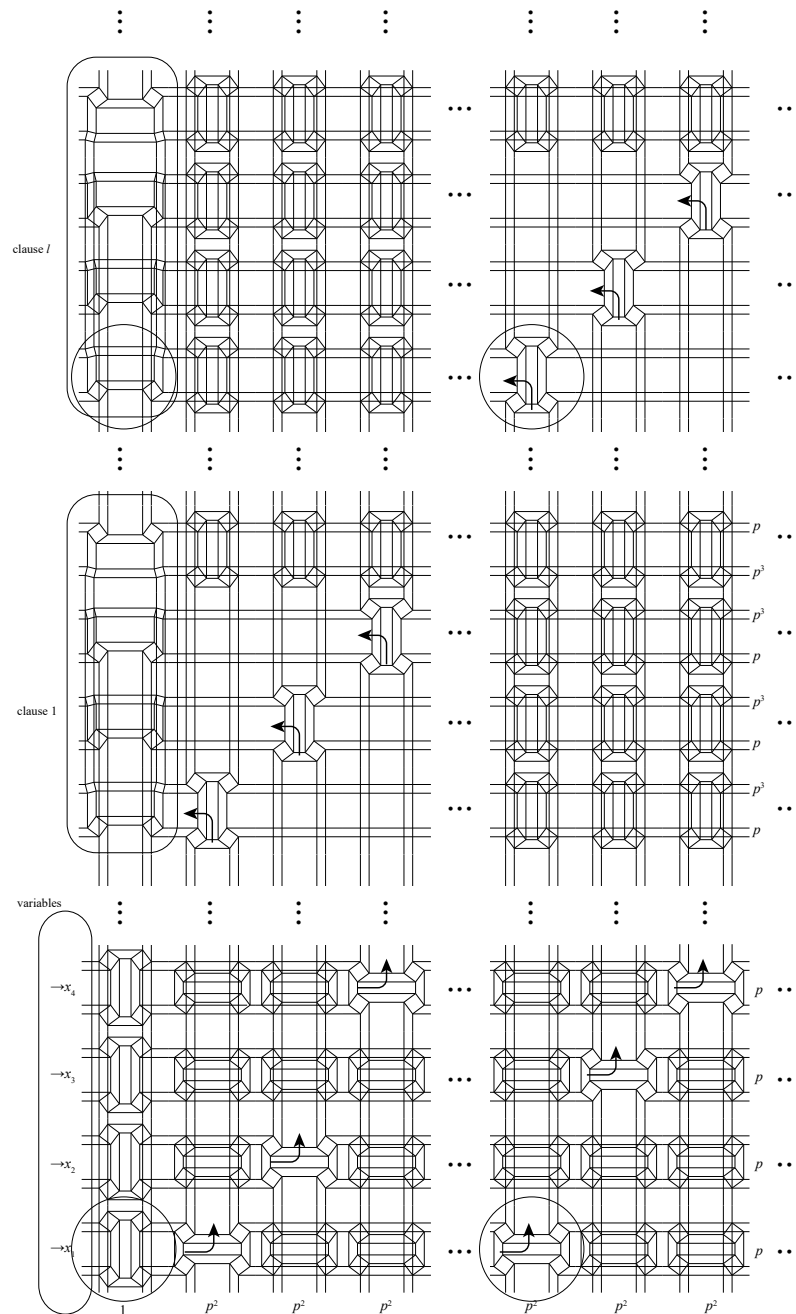 clause l
p
p³
p³
p
clause 1
p³
p
p³
p
variables
→x₄
p
→x₃
p
→x₂
p
→x₁
p
1
p²
p²
p²
p²
p²
p²